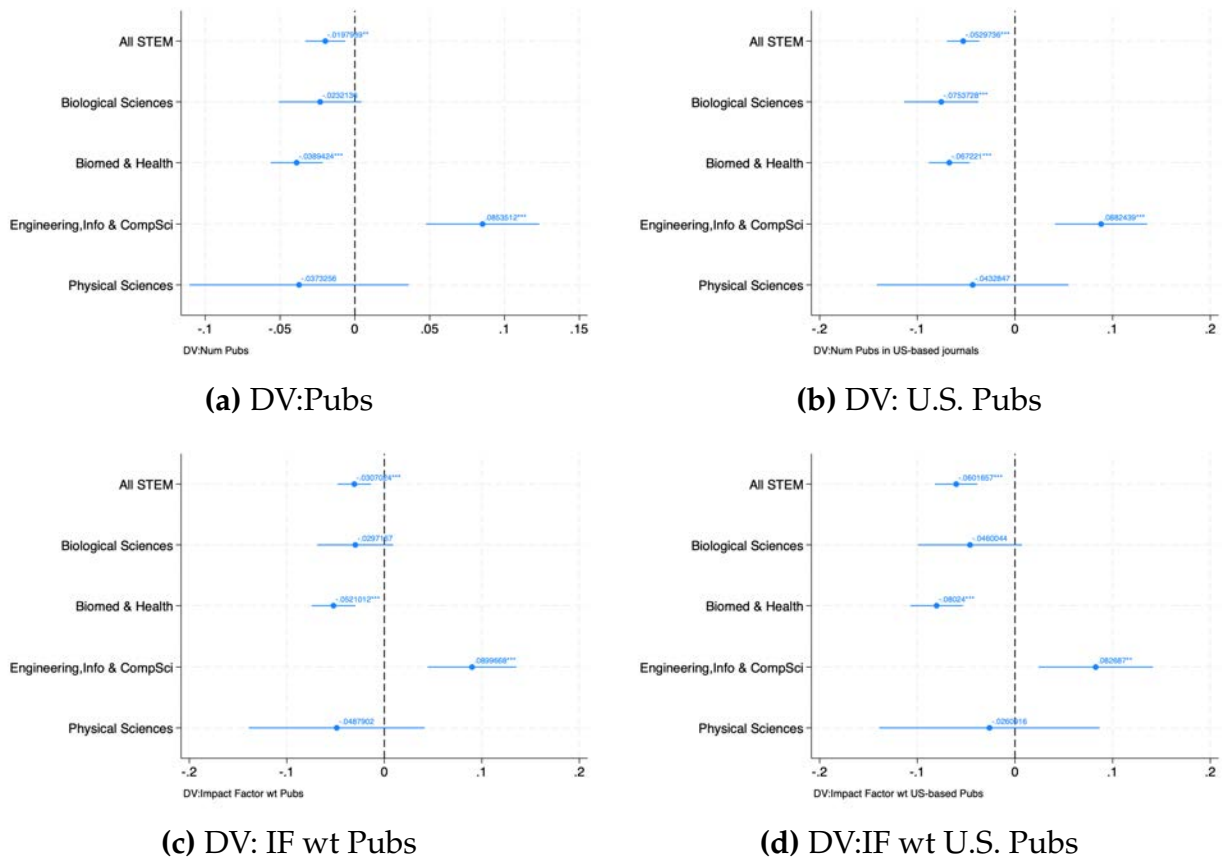 All STEM
Biological Sciences
Biomed & Health
Engineering,Info & CompSci
Physical Sciences
-.0389424***
.0853512***
-.0373256
-.1 -.05 0 .05 .1 .15
DV:Num Pubs
(a) DV:Pubs
All STEM
Biological Sciences
Biomed & Health
Engineering,Info & CompSci
Physical Sciences
-.0529736***
-.0753728***
-.067221***
.0882439***
-.0432847
-.2 -.1 0 .1 .2
DV:Num Pubs in US-based journals
(b) DV: U.S. Pubs
All STEM
Biological Sciences
Biomed & Health
Engineering,Info & CompSci
Physical Sciences
-.0521012***
.0899668***
-.0487902
-.2 -.1 0 .1 .2
DV:Impact Factor wt Pubs
(c) DV: IF wt Pubs
All STEM
Biological Sciences
Biomed & Health
Engineering,Info & CompSci
Physical Sciences
-.0601657***
-.0460044
-.08024***
.082687**
-.2 -.1 0 .1 .2
DV:Impact Factor wt US-based Pubs
(d) DV:IF wt U.S. Pubs